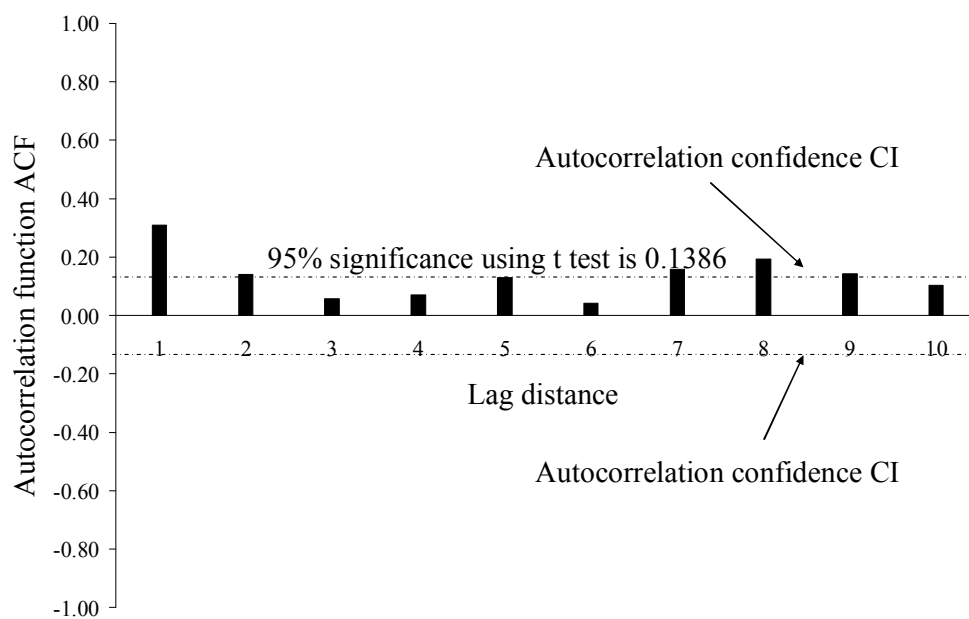 1.00
0.80
0.60
0.40
0.20
0.00
-0.20
-0.40
-0.60
-0.80
-1.00
Autocorrelation function ACF
Autocorrelation confidence CI
95% significance using t test is 0.1386
1 2 3 4 5 6 7 8 9 10
Lag distance
Autocorrelation confidence CI